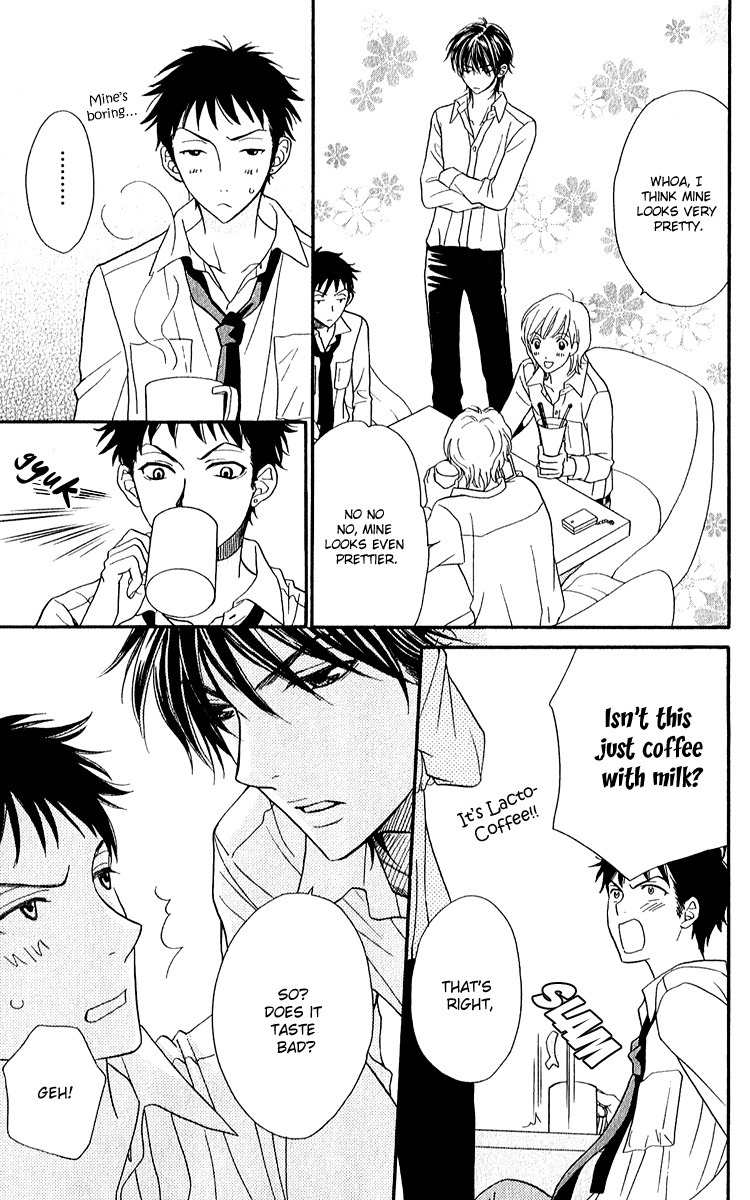 WHOA, I
THINK MINE
LOOKS VERY
PRETTY.
NO NO
NO, MINE
LOOKS EVEN
PRETTIER.
Mine's
boring...
.........
gyuk
Isn't this
just coffee
with milk?
It's Lacto-
Coffee!!
SLAM
THAT'S
RIGHT,
SO?
DOES IT
TASTE
BAD?
GEH!